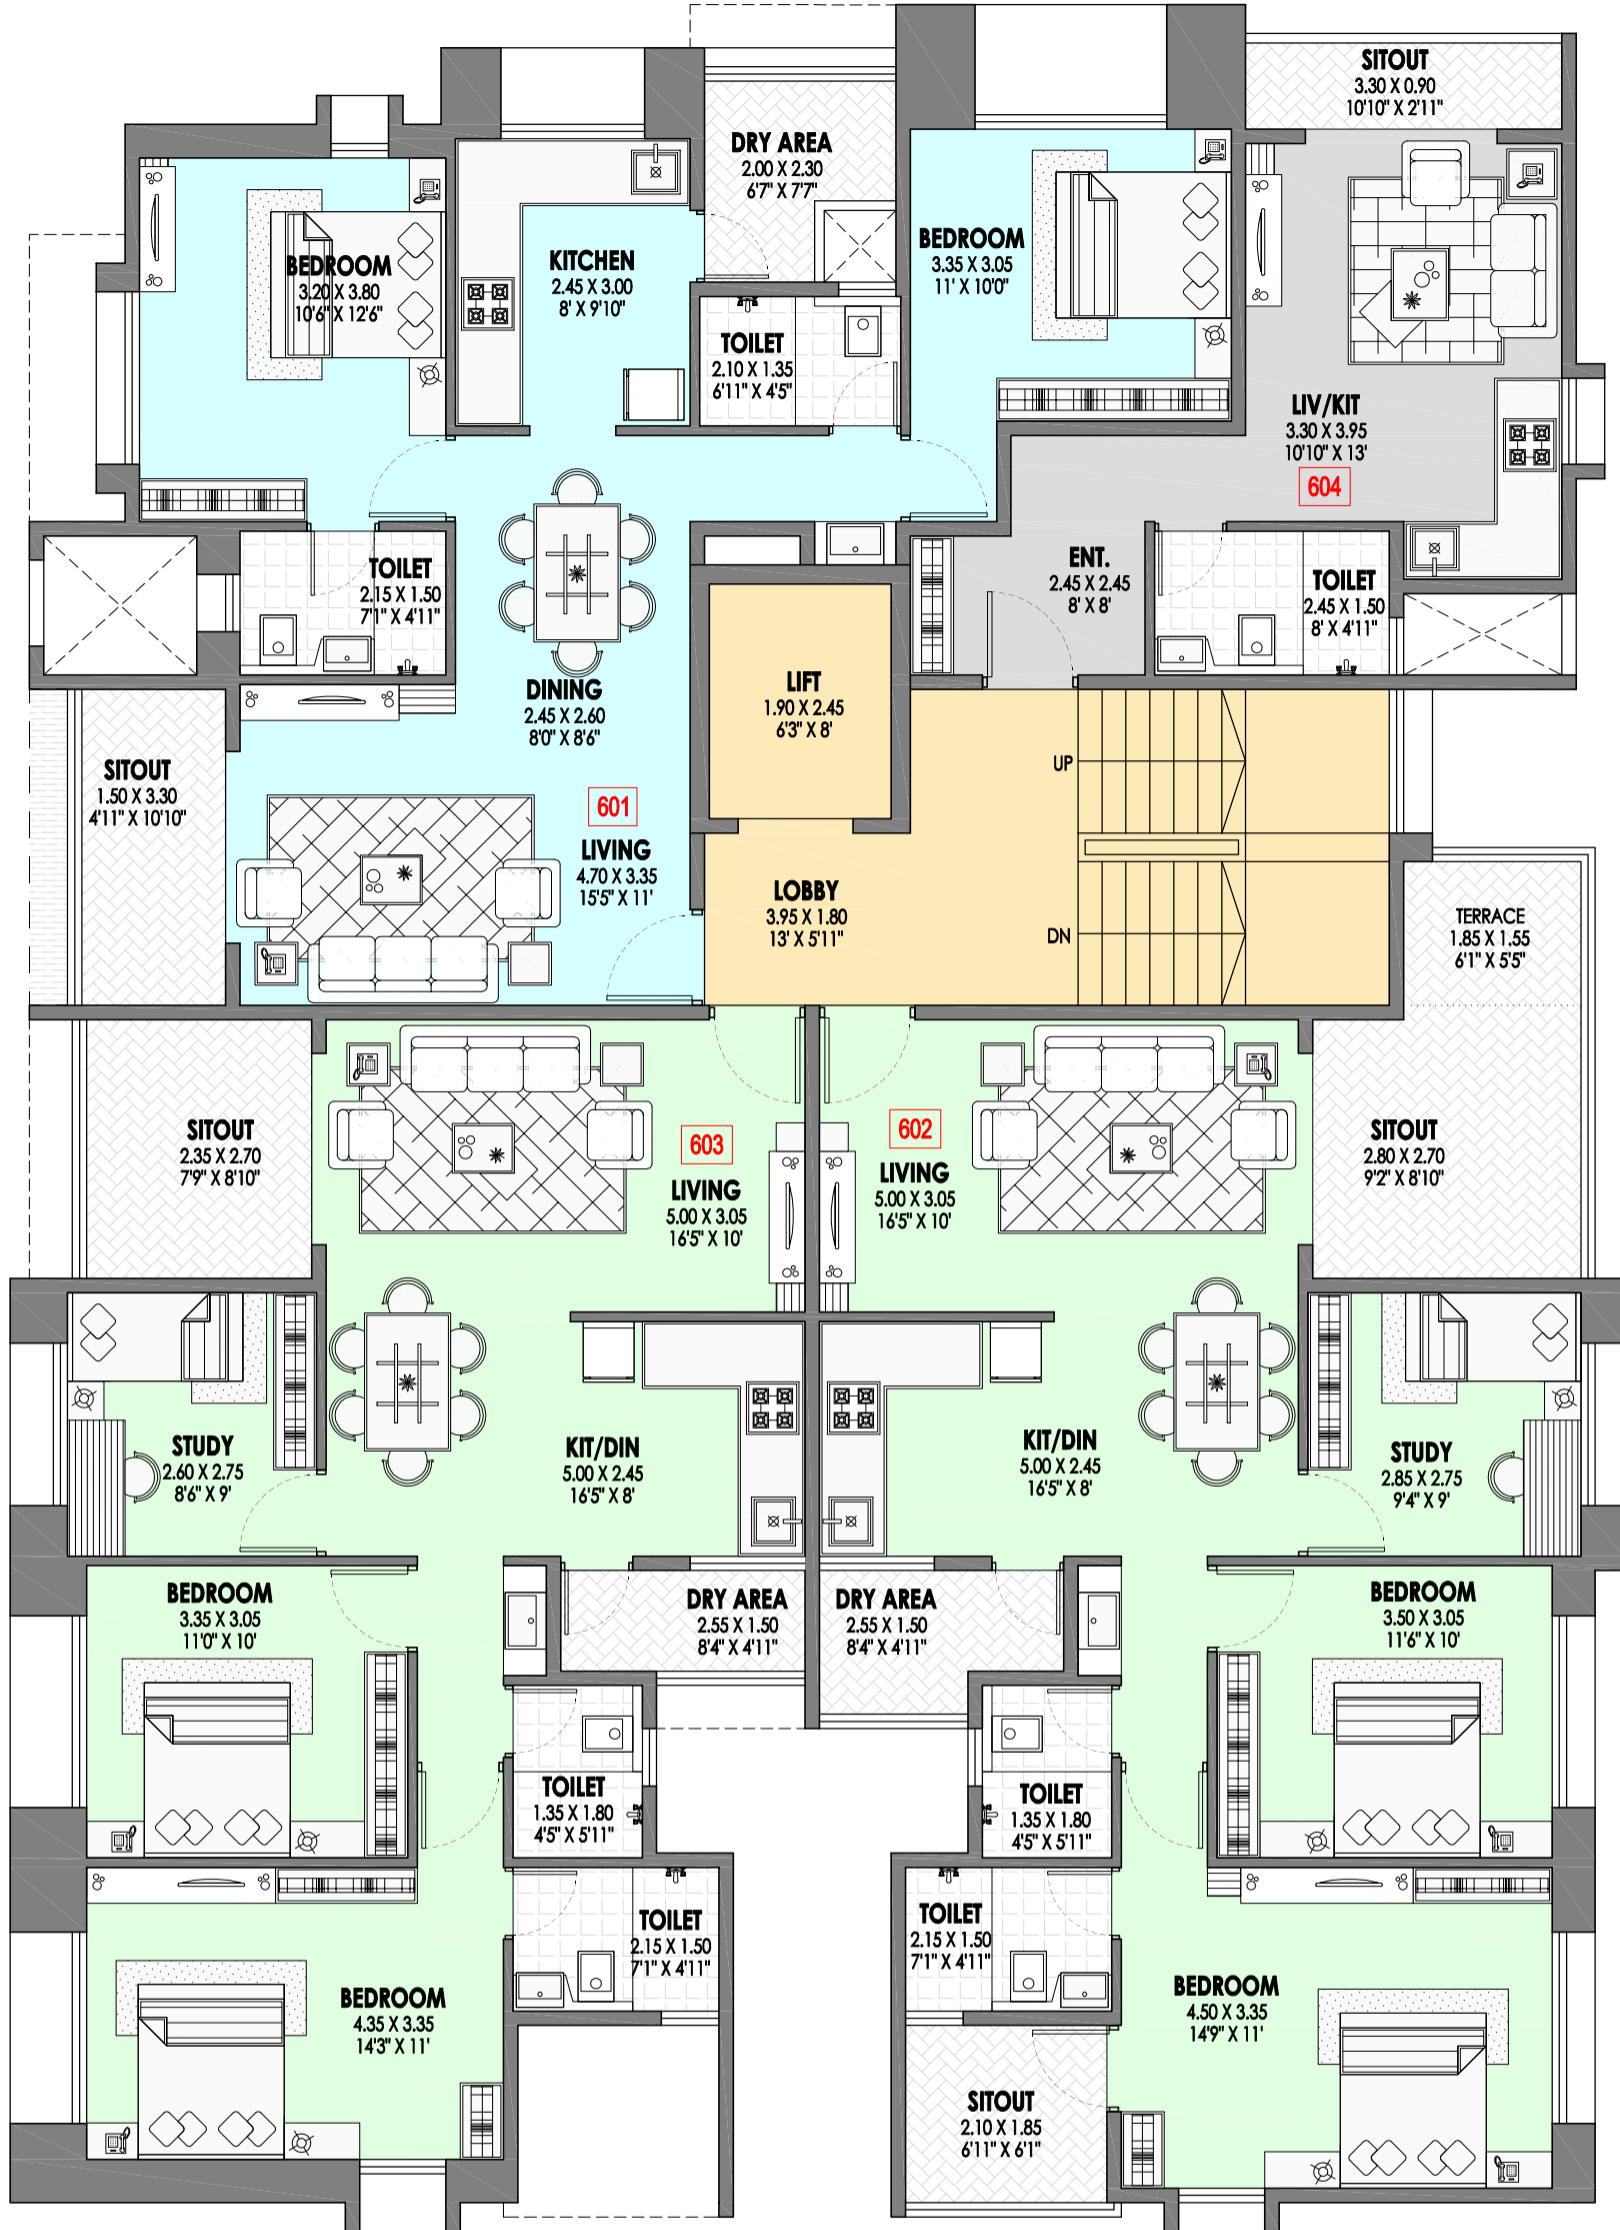 SITOUT
3.30 X 0.90
10'10" X 2'11"
DRY AREA
2.00 X 2.30
6'7" X 7'7"
BEDROOM
3.35 X 3.05
11' X 10'0"
BEDROOM
3.20 X 3.80
10'6" X 12'6"
KITCHEN
2.45 X 3.00
8' X 9'10"
TOILET
2.10 X 1.35
6'11" X 4'5"
LIV/KIT
3.30 X 3.95
10'10" X 13'
604
TOILET
2.15 X 1.50
7'1" X 4'11"
ENT.
2.45 X 2.45
8' X 8'
TOILET
2.45 X 1.50
8' X 4'11"
DINING
2.45 X 2.60
8'0" X 8'6"
LIFT
1.90 X 2.45
6'3" X 8'
SITOUT
1.50 X 3.30
4'11" X 10'10"
UP
601
LIVING
4.70 X 3.35
15'5" X 11'
LOBBY
3.95 X 1.80
13' X 5'11"
DN
TERRACE
1.85 X 1.55
6'1" X 5'5"
SITOUT
2.35 X 2.70
7'9" X 8'10"
603
LIVING
5.00 X 3.05
16'5" X 10'
602
LIVING
5.00 X 3.05
16'5" X 10'
SITOUT
2.80 X 2.70
9'2" X 8'10"
STUDY
2.60 X 2.75
8'6" X 9'
KIT/DIN
5.00 X 2.45
16'5" X 8'
KIT/DIN
5.00 X 2.45
16'5" X 8'
STUDY
2.85 X 2.75
9'4" X 9'
BEDROOM
3.35 X 3.05
11'0" X 10'
DRY AREA
2.55 X 1.50
8'4" X 4'11"
DRY AREA
2.55 X 1.50
8'4" X 4'11"
BEDROOM
3.50 X 3.05
11'6" X 10'
TOILET
1.35 X 1.80
4'5" X 5'11"
TOILET
1.35 X 1.80
4'5" X 5'11"
TOILET
2.15 X 1.50
7'1" X 4'11"
TOILET
2.15 X 1.50
7'1" X 4'11"
BEDROOM
4.35 X 3.35
14'3" X 11'
BEDROOM
4.50 X 3.35
14'9" X 11'
SITOUT
2.10 X 1.85
6'11" X 6'1"